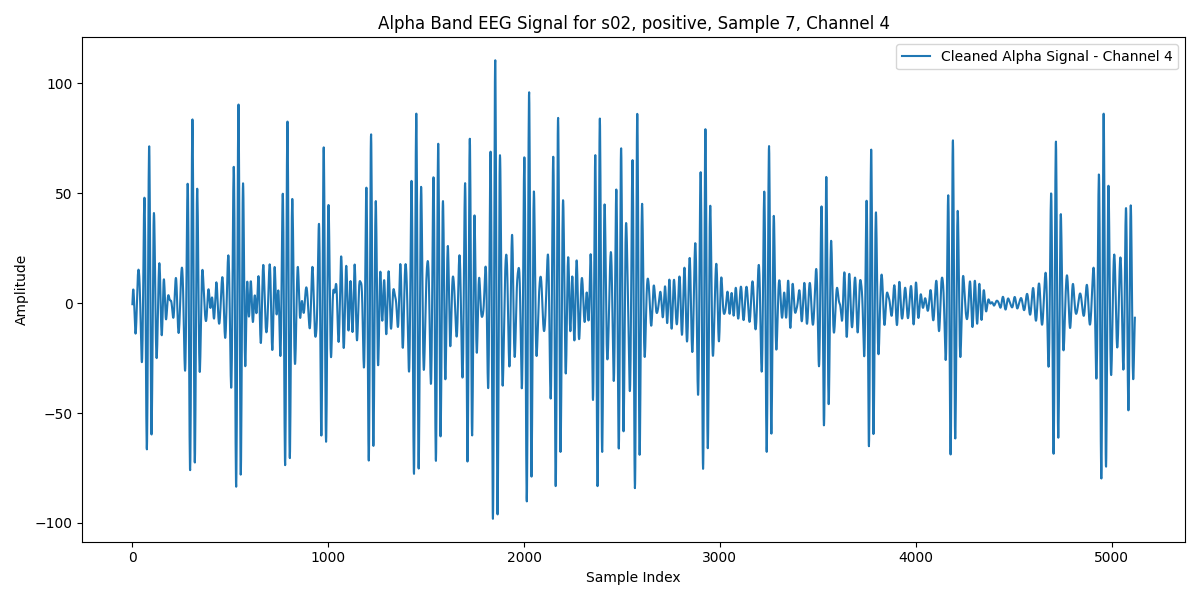 Alpha Band EEG Signal for s02, positive, Sample 7, Channel 4
Cleaned Alpha Signal - Channel 4
Amplitude
100
50
0
−50
−100
0 1000 2000 3000 4000 5000
Sample Index